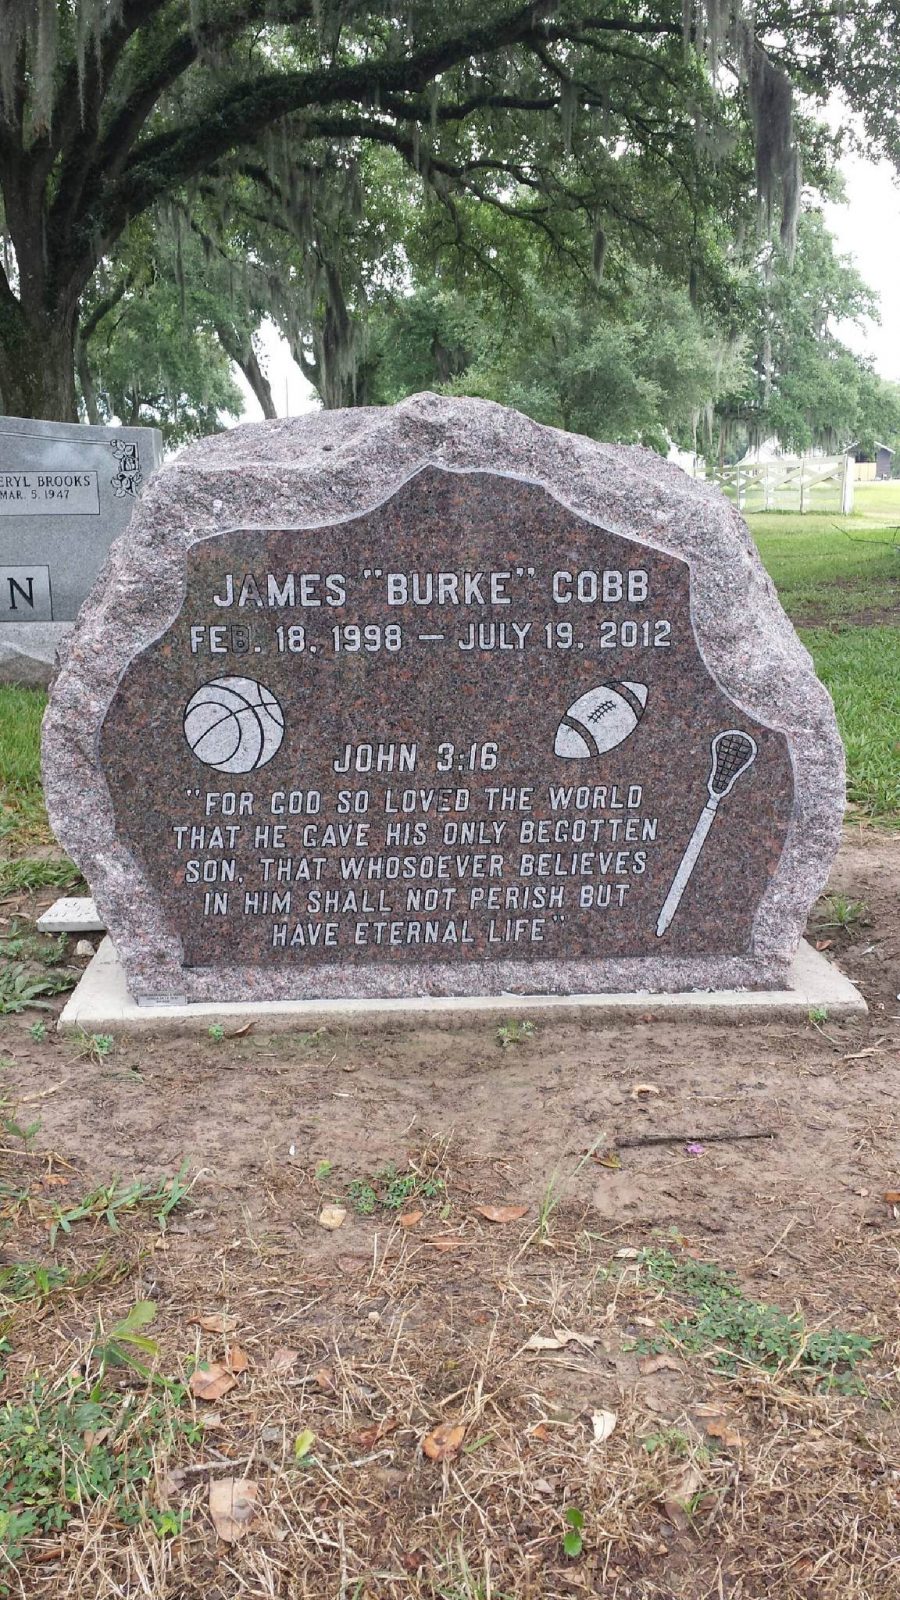 ERYL BROOKS
MAR. 5. 1947
N
JAMES "BURKE" COBB
FEB. 18, 1998 — JULY 19, 2012
JOHN 3:16
"FOR GOD SO LOVED THE WORLD
THAT HE GAVE HIS ONLY BEGOTTEN
SON, THAT WHOSOEVER BELIEVES
IN HIM SHALL NOT PERISH BUT
HAVE ETERNAL LIFE"